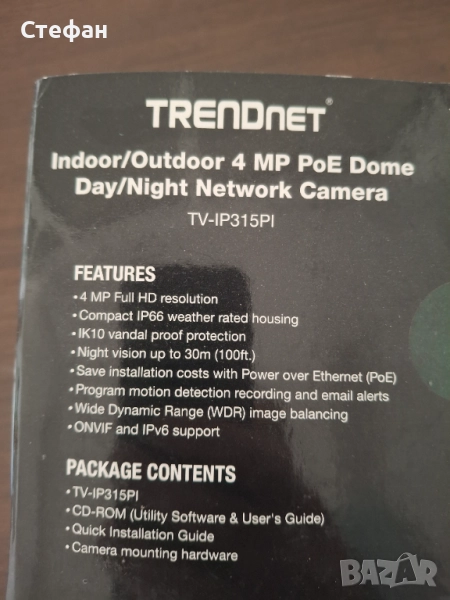 Стефан
TRENDNET®
Indoor/Outdoor 4 MP PoE Dome
Day/Night Network Camera
TV-IP315PI
FEATURES
•4 MP Full HD resolution
•Compact IP66 weather rated housing
•IK10 vandal proof protection
•Night vision up to 30m (100ft.)
•Save installation costs with Power over Ethernet (PoE)
•Program motion detection recording and email alerts
•Wide Dynamic Range (WDR) image balancing
•ONVIF and IPv6 support
PACKAGE CONTENTS
•TV-IP315PI
•CD-ROM (Utility Software & User's Guide)
•Quick Installation Guide
•Camera mounting hardware
BAZAR